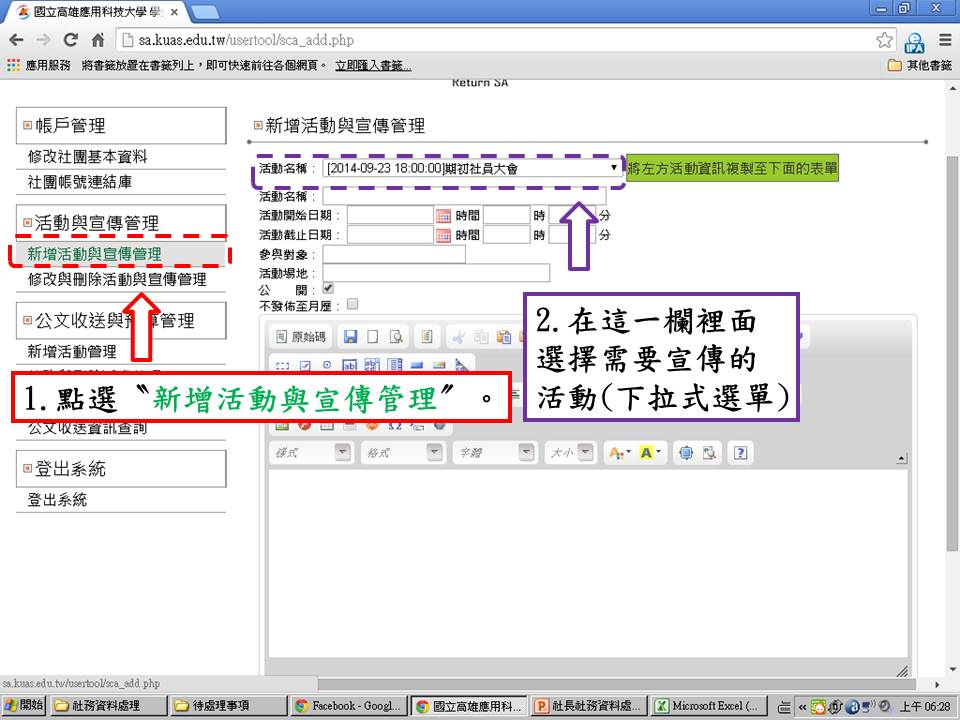 國立高雄應用科技大學 學
sa.kuas.edu.tw/usertool/sca_add.php
應用服務 將書籤放置在書籤列上,即可快速前往各個網頁。 立即匯入書籤...
其他書籤
Return SA
帳戶管理
修改社團基本資料
社團帳號連結庫
活動與宣傳管理
新增活動與宣傳管理
修改與刪除活動與宣傳管理
公文收送與預算管理
新增活動管理
公文收送資訊查詢
登出系統
登出系統
新增活動與宣傳管理
活動名稱: [2014-09-23 18:00:00]期初社員大會 將左方活動資訊複製至下面的表單
活動名稱:
活動開始日期: 時間 時 分
活動截止日期: 時間 時 分
參與對象:
活動場地:
公 開:
不發佈至月歷:
原始碼
樣式 格式 字體 大小
1.點選〝新增活動與宣傳管理〞。
2.在這一欄裡面
選擇需要宣傳的
活動(下拉式選單)
sa.kuas.edu.tw/usertool/sca_add.php
開始 社務資料處理 待處理事項 Facebook - Googl... 國立高雄應用科... 社長社務資料處... Microsoft Excel (... 上午 06:28